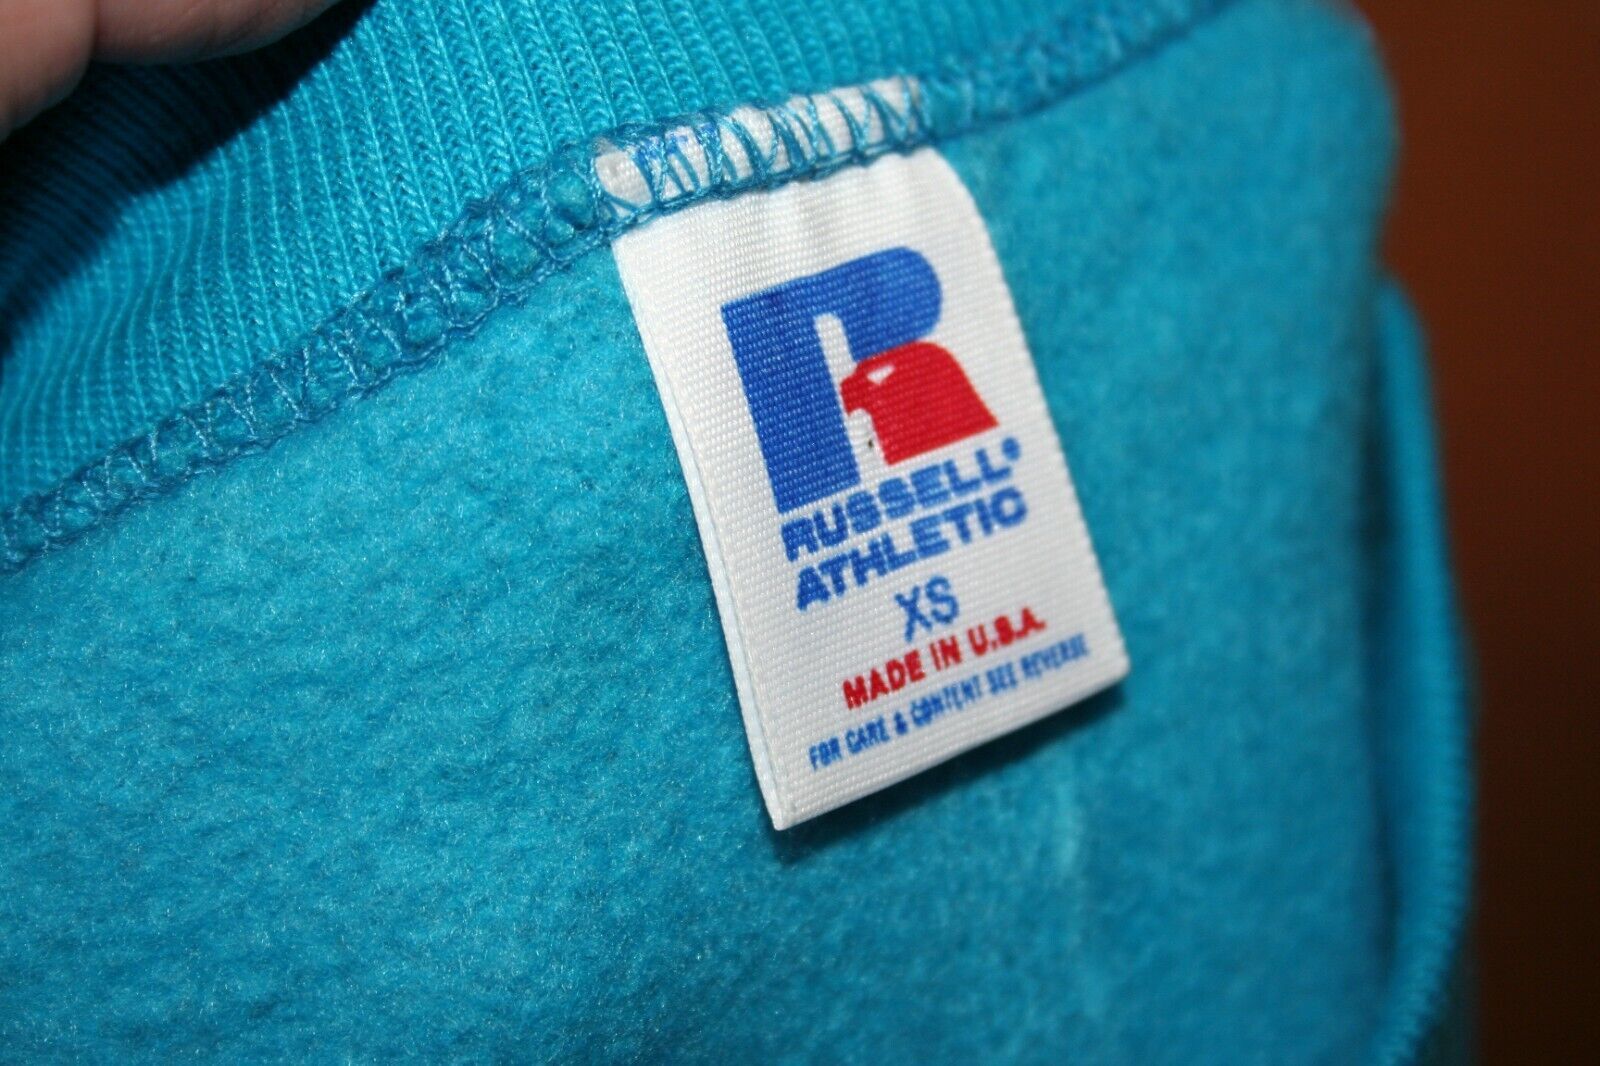 R
RUSSELL®
ATHLETIC
XS
MADE IN U.S.A.
FOR CARE & CONTENT SEE REVERSE